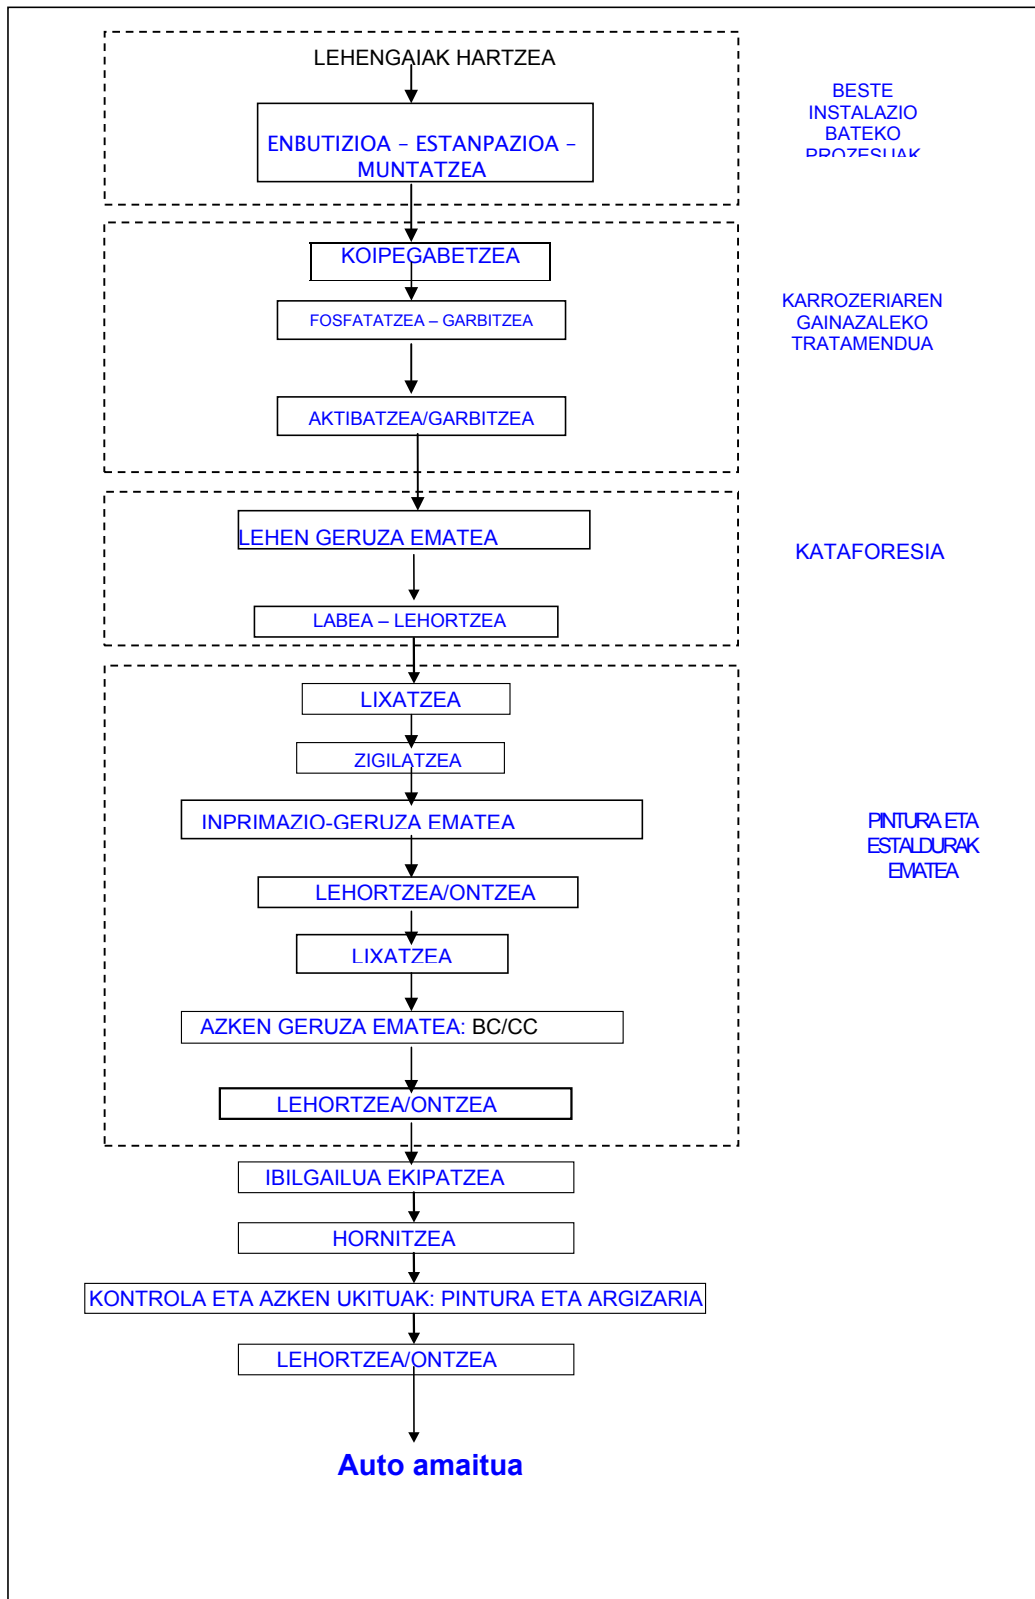 LEHENGAIAK HARTZEA
ENBUTIZIOA – ESTANPAZIOA –
MUNTATZEA
BESTE
INSTALAZIO
BATEKO
PROZESUAK
KOIPEGABETZEA
FOSFATATZEA – GARBITZEA
AKTIBATZEA/GARBITZEA
KARROZERIAREN
GAINAZALEKO
TRATAMENDUA
LEHEN GERUZA EMATEA
LABEA – LEHORTZEA
KATAFORESIA
LIXATZEA
ZIGILATZEA
INPRIMAZIO-GERUZA EMATEA
LEHORTZEA/ONTZEA
LIXATZEA
AZKEN GERUZA EMATEA: BC/CC
LEHORTZEA/ONTZEA
PINTURA ETA
ESTALDURAK
EMATEA
IBILGAILUA EKIPATZEA
HORNITZEA
KONTROLA ETA AZKEN UKITUAK: PINTURA ETA ARGIZARIA
LEHORTZEA/ONTZEA
Auto amaitua